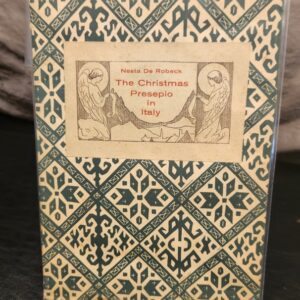 Nesta De Robeck
The Christmas
Presepio
in
Italy